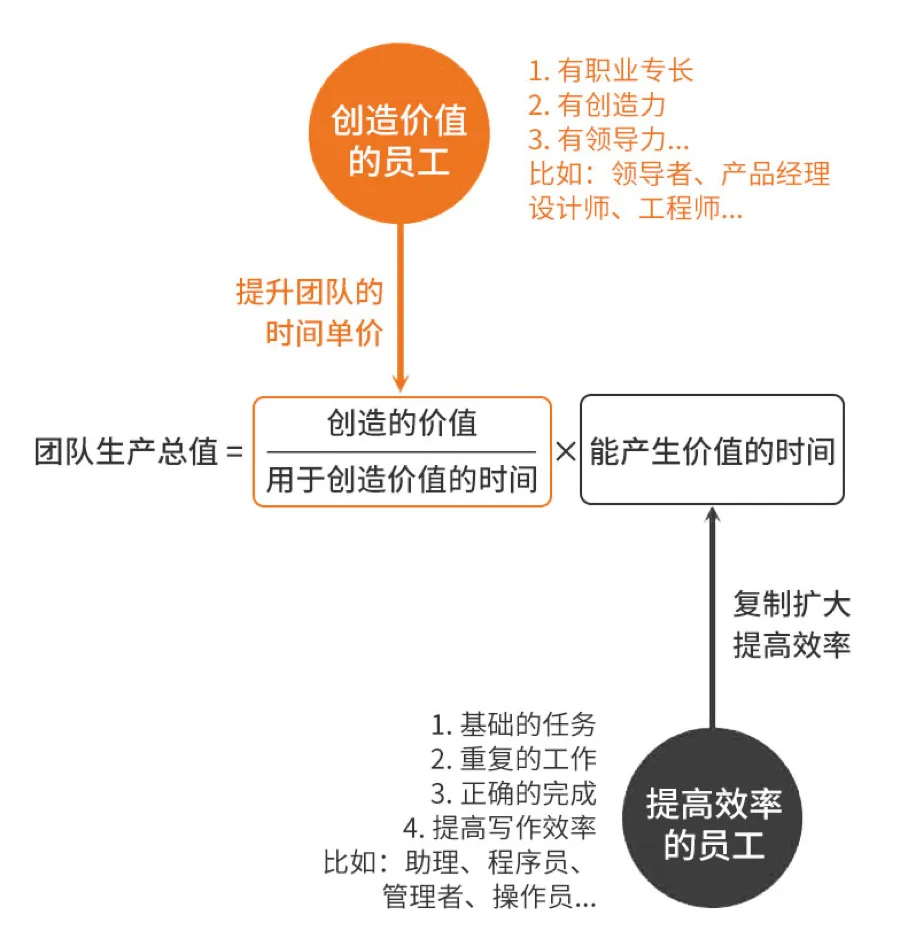 创造价值
的员工
1. 有职业专长
2. 有创造力
3. 有领导力...
比如：领导者、产品经理
设计师、工程师...
提升团队的
时间单价
团队生产总值 =
创造的价值
用于创造价值的时间
×
能产生价值的时间
复制扩大
提高效率
1. 基础的任务
2. 重复的工作
3. 正确的完成
4. 提高写作效率
比如：助理、程序员、
管理者、操作员...
提高效率
的员工